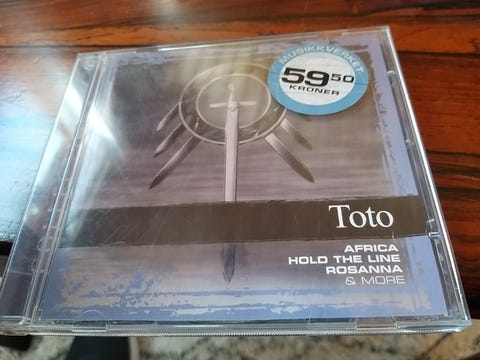 MUSIKKVERKET
59 50
KRONER
Toto
AFRICA
HOLD THE LINE
ROSANNA
& MORE